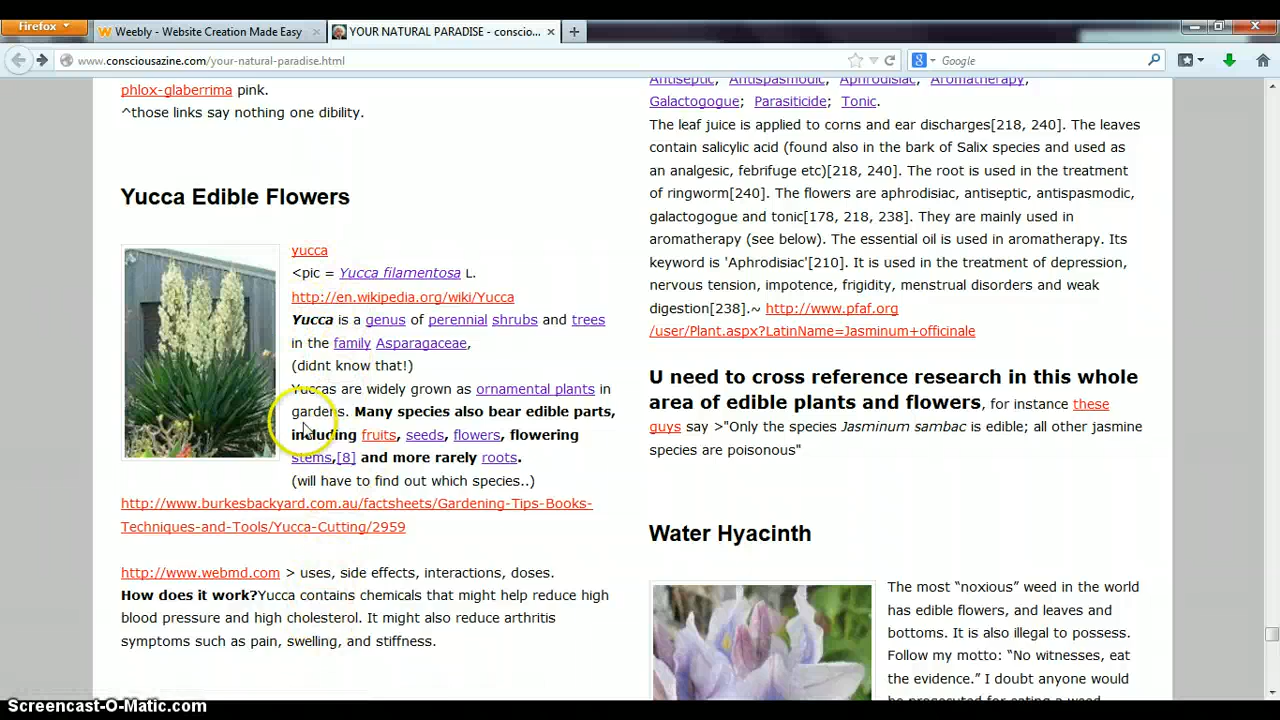 Firefox
Weebly - Website Creation Made Easy
YOUR NATURAL PARADISE - conscio...
www.consciousazine.com/your-natural-paradise.html
Google
phlox-glaberrima pink.
^those links say nothing one dibility.
Yucca Edible Flowers
yucca
<pic = Yucca filamentosa L.
http://en.wikipedia.org/wiki/Yucca
Yucca is a genus of perennial shrubs and trees
in the family Asparagaceae,
(didnt know that!)
Yuccas are widely grown as ornamental plants in
gardens. Many species also bear edible parts,
including fruits, seeds, flowers, flowering
stems,[8] and more rarely roots.
(will have to find out which species..)
http://www.burkesbackyard.com.au/factsheets/Gardening-Tips-Books-
Techniques-and-Tools/Yucca-Cutting/2959
http://www.webmd.com > uses, side effects, interactions, doses.
How does it work?Yucca contains chemicals that might help reduce high
blood pressure and high cholesterol. It might also reduce arthritis
symptoms such as pain, swelling, and stiffness.
Antiseptic; Antispasmodic; Aphrodisiac; Aromatherapy;
Galactogogue; Parasiticide; Tonic.
The leaf juice is applied to corns and ear discharges[218, 240]. The leaves
contain salicylic acid (found also in the bark of Salix species and used as
an analgesic, febrifuge etc)[218, 240]. The root is used in the treatment
of ringworm[240]. The flowers are aphrodisiac, antiseptic, antispasmodic,
galactogogue and tonic[178, 218, 238]. They are mainly used in
aromatherapy (see below). The essential oil is used in aromatherapy. Its
keyword is 'Aphrodisiac'[210]. It is used in the treatment of depression,
nervous tension, impotence, frigidity, menstrual disorders and weak
digestion[238].~ http://www.pfaf.org
/user/Plant.aspx?LatinName=Jasminum+officinale
U need to cross reference research in this whole
area of edible plants and flowers, for instance these
guys say >"Only the species Jasminum sambac is edible; all other jasmine
species are poisonous"
Water Hyacinth
The most “noxious” weed in the world
has edible flowers, and leaves and
bottoms. It is also illegal to possess.
Follow my motto: “No witnesses, eat
the evidence.” I doubt anyone would
be prosecuted for eating a weed
Screencast-O-Matic.com